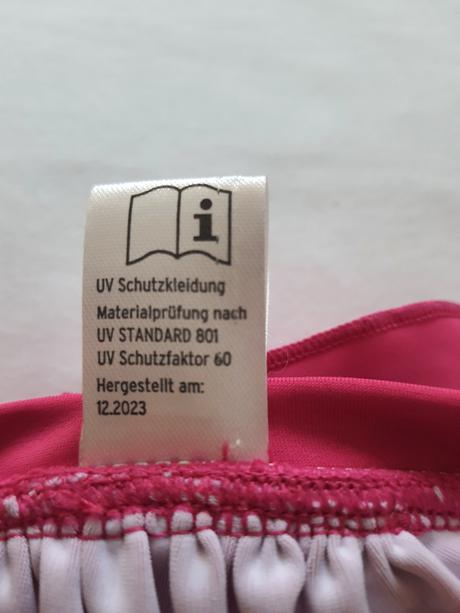 i
UV Schutzkleidung
Materialprüfung nach
UV STANDARD 801
UV Schutzfaktor 60
Hergestellt am:
12.2023